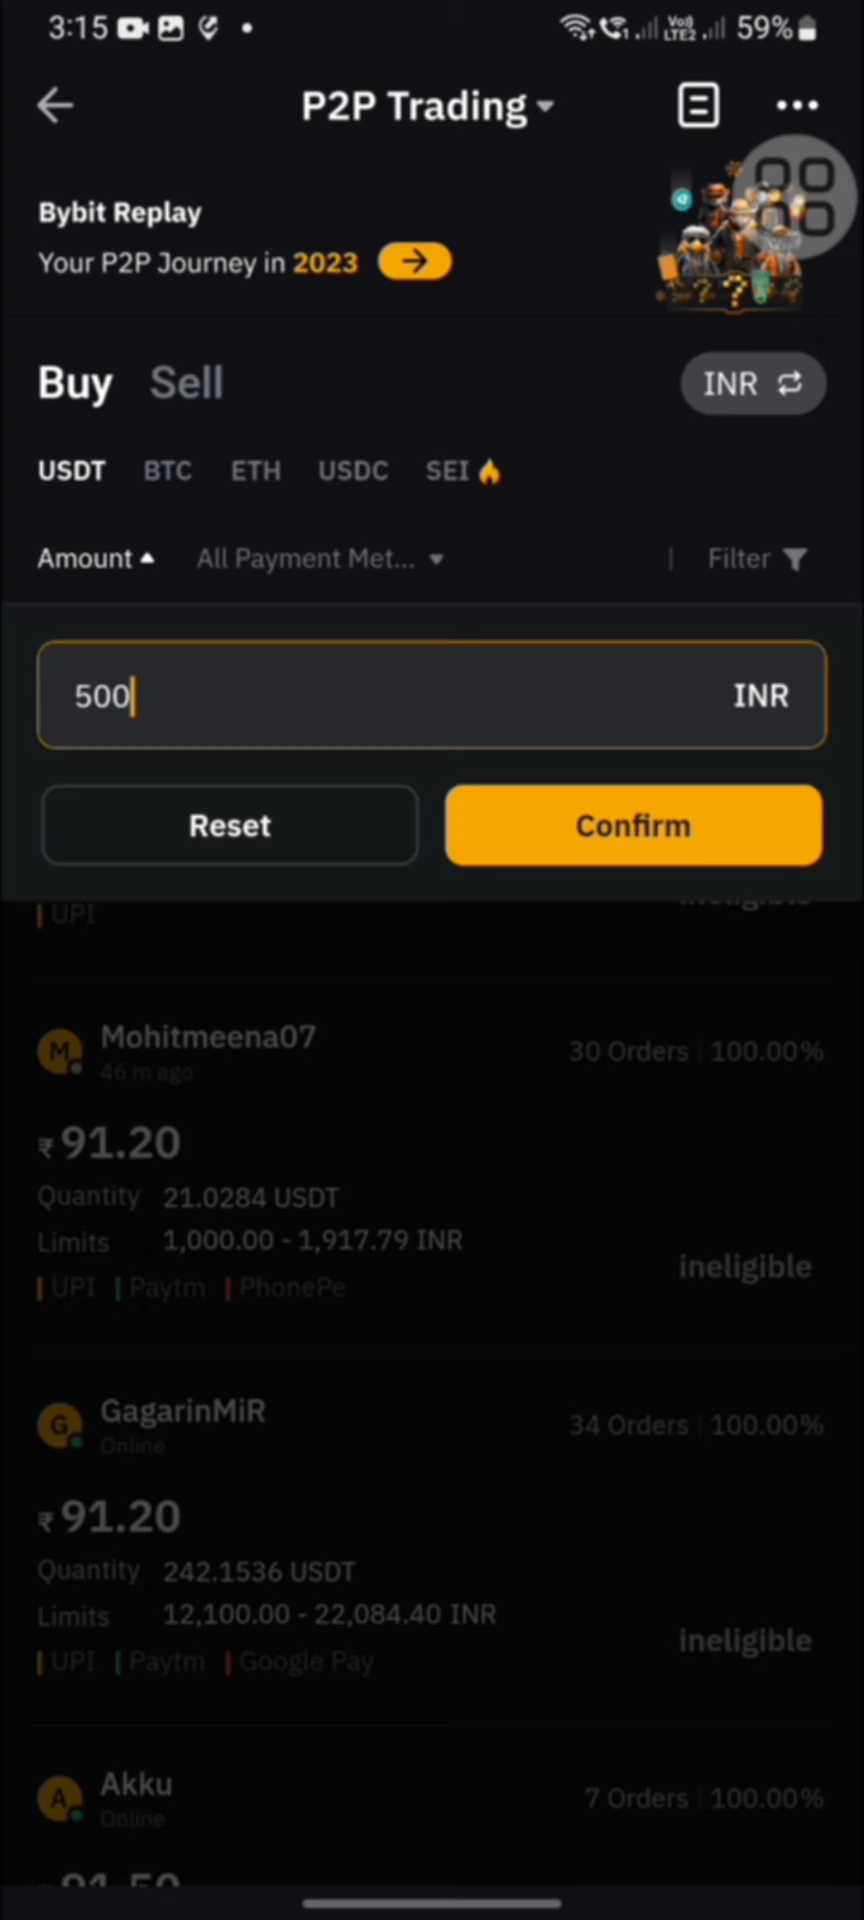 3:15 Vo) LTE2 59%
P2P Trading
Bybit Replay
Your P2P Journey in 2023
Buy Sell INR
USDT BTC ETH USDC SEI
Amount All Payment Met... Filter
500 INR
Reset Confirm
UPI
Mohitmeena07 30 Orders 100.00%
M
46 m ago
₹ 91.20
Quantity 21.0284 USDT
Limits 1,000.00 - 1,917.79 INR
ineligible
UPI Paytm PhonePe
GagarinMiR 34 Orders 100.00%
G
Online
₹ 91.20
Quantity 242.1536 USDT
Limits 12,100.00 - 22,084.40 INR
ineligible
UPI Paytm Google Pay
Akku 7 Orders 100.00%
A
Online